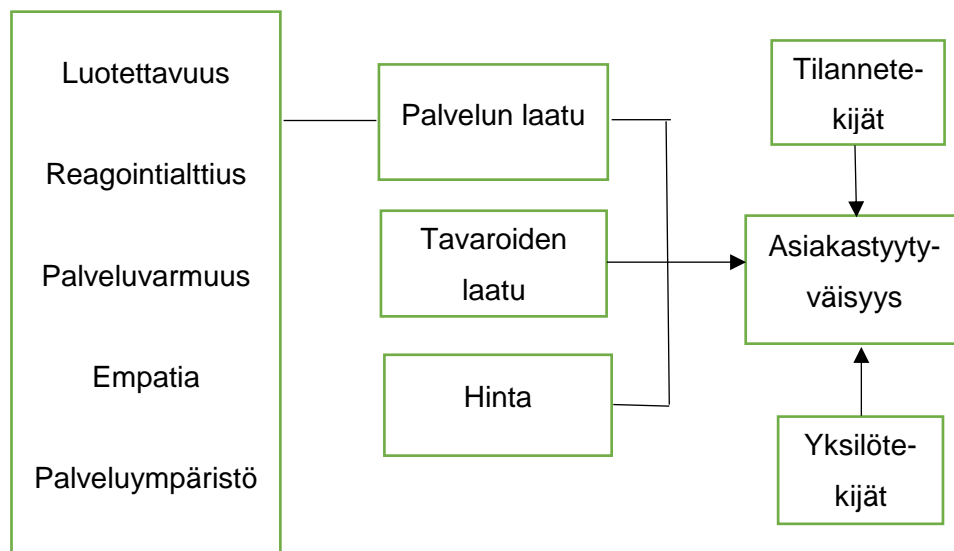 Luotettavuus
Reagointialttius
Palveluvarmuus
Empatia
Palveluympäristö
Palvelun laatu
Tavaroiden
laatu
Hinta
Tilannete-
kijät
Asiakastyyty-
väisyys
Yksilöte-
kijät